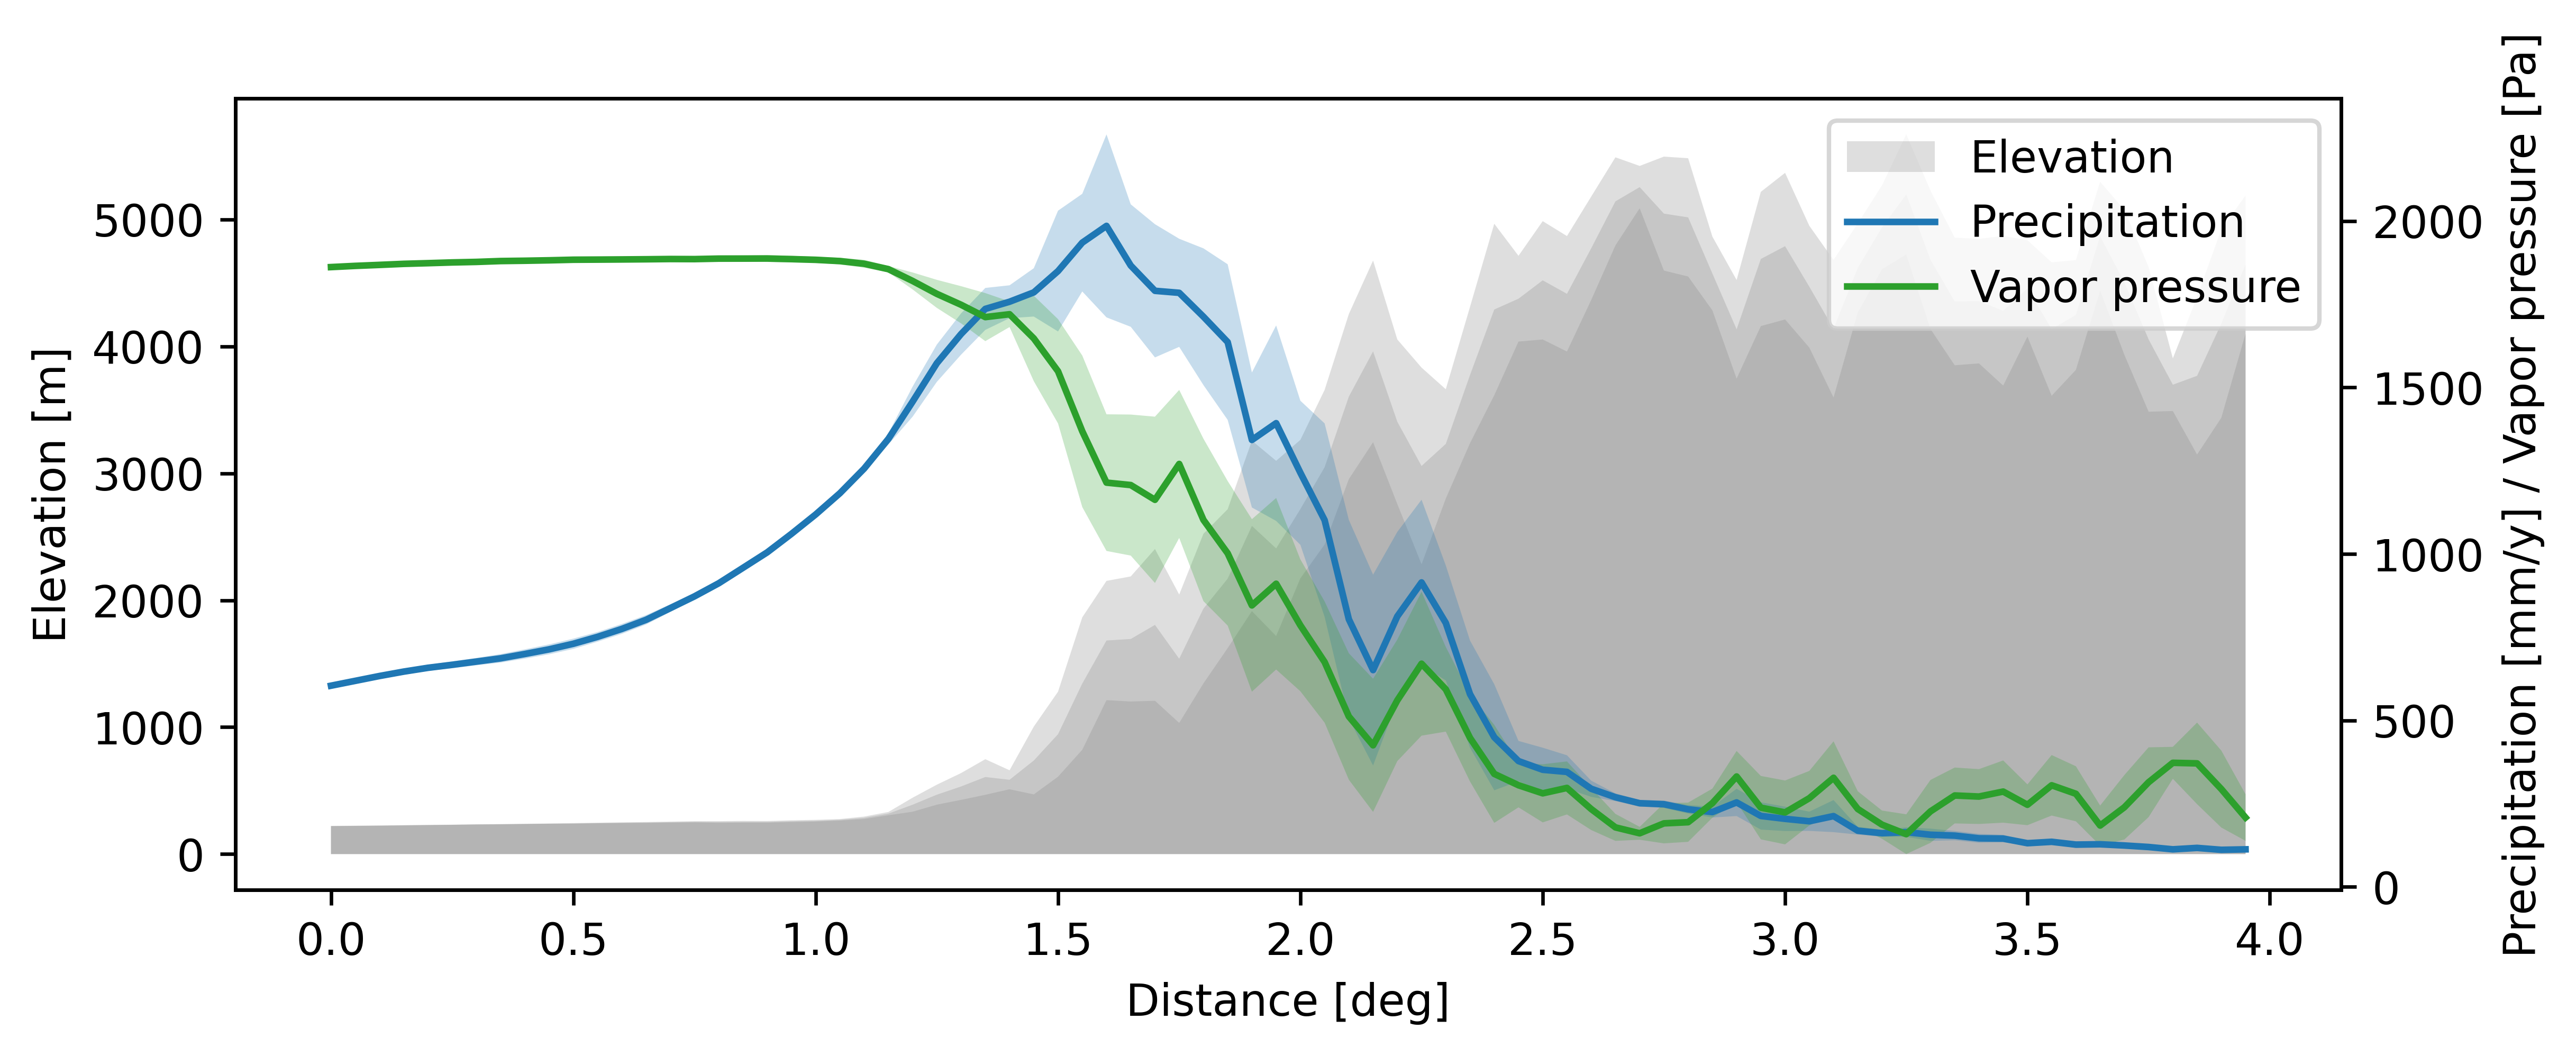 Elevation [m]
5000
4000
3000
2000
1000
0
Elevation
Precipitation
Vapor pressure
2000
1500
1000
500
0
Precipitation [mm/y] / Vapor pressure [Pa]
0.0 0.5 1.0 1.5 2.0 2.5 3.0 3.5 4.0
Distance [deg]